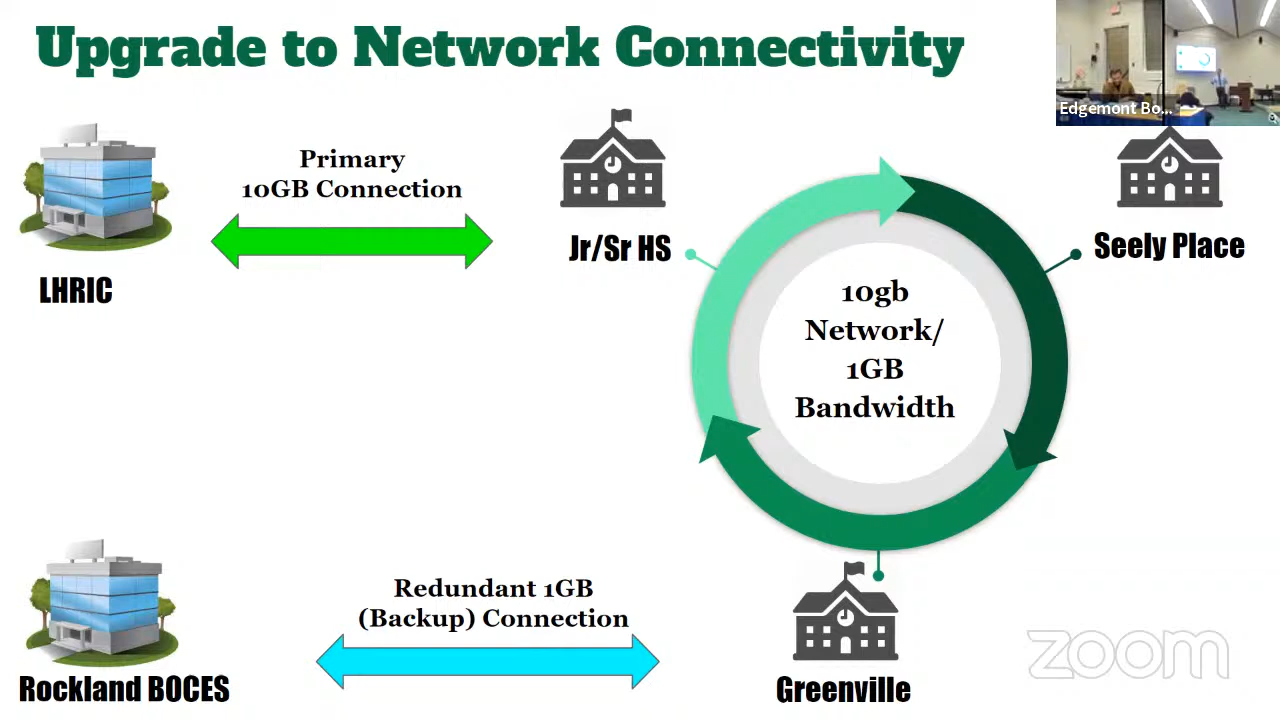 Upgrade to Network Connectivity
Edgemont Bo...
Primary
10GB Connection
LHRIC
Jr/Sr HS
Seely Place
10gb
Network/
1GB
Bandwidth
Redundant 1GB
(Backup) Connection
Rockland BOCES
Greenville
zoom